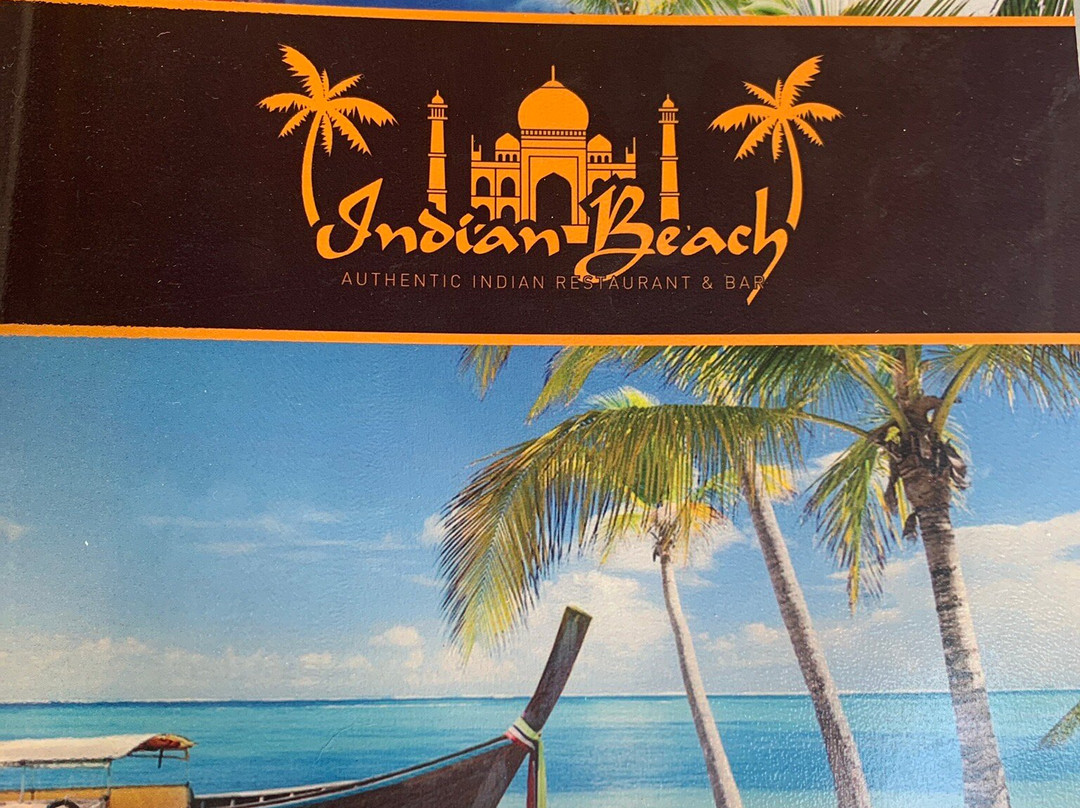 Indian Beach
AUTHENTIC INDIAN RESTAURANT & BAR